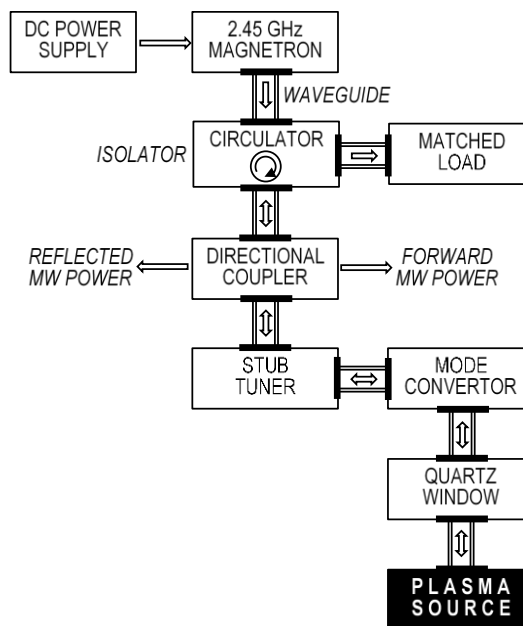 DC POWER
SUPPLY
2.45 GHz
MAGNETRON
WAVEGUIDE
ISOLATOR
CIRCULATOR
MATCHED
LOAD
REFLECTED
MW POWER
DIRECTIONAL
COUPLER
FORWARD
MW POWER
STUB
TUNER
MODE
CONVERTOR
QUARTZ
WINDOW
PLASMA
SOURCE